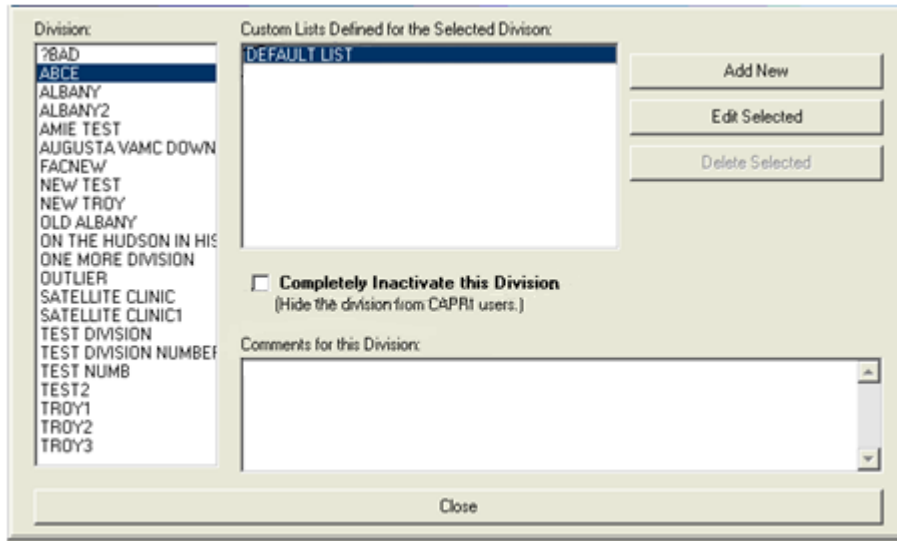 Division:
?BAD
ABCE
ALBANY
ALBANY2
AMIE TEST
AUGUSTA VAMC DOWN
FACNEW
NEW TEST
NEW TROY
OLD ALBANY
ON THE HUDSON IN HIS
ONE MORE DIVISION
OUTLIER
SATELLITE CLINIC
SATELLITE CLINIC1
TEST DIVISION
TEST DIVISION NUMBER
TEST NUMB
TEST2
TROY1
TROY2
TROY3
Custom Lists Defined for the Selected Divison:
DEFAULT LIST
Add New
Edit Selected
Delete Selected
Completely Inactivate this Division
(Hide the division from CAPRI users.)
Comments for this Division:
Close